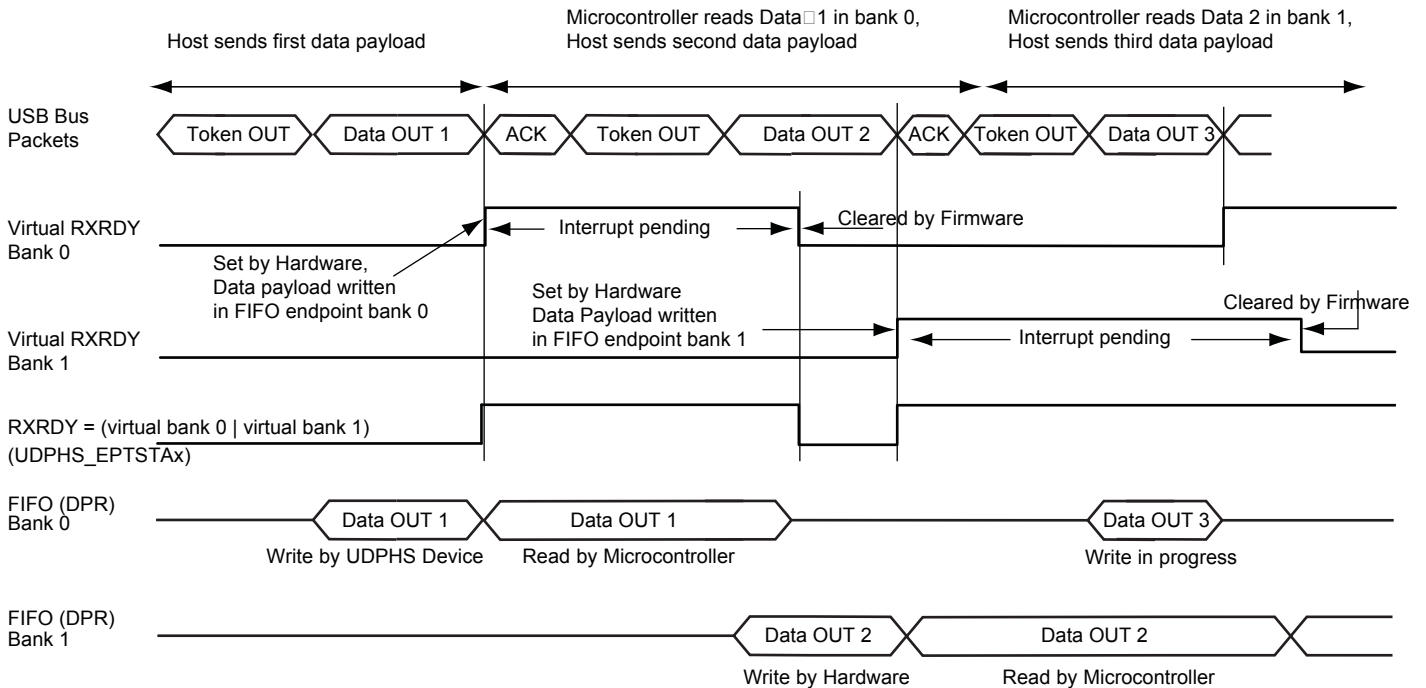 Host sends first data payload
Microcontroller reads Data□1 in bank 0,
Host sends second data payload
Microcontroller reads Data 2 in bank 1,
Host sends third data payload
USB Bus
Packets
Token OUT
Data OUT 1
ACK
Token OUT
Data OUT 2
ACK
Token OUT
Data OUT 3
Virtual RXRDY
Bank 0
Interrupt pending
Cleared by Firmware
Set by Hardware,
Data payload written
in FIFO endpoint bank 0
Set by Hardware
Data Payload written
in FIFO endpoint bank 1
Cleared by Firmware
Virtual RXRDY
Bank 1
Interrupt pending
RXRDY = (virtual bank 0 | virtual bank 1)
(UDPHS_EPTSTAx)
FIFO (DPR)
Bank 0
Data OUT 1
Data OUT 1
Data OUT 3
Write by UDPHS Device
Read by Microcontroller
Write in progress
FIFO (DPR)
Bank 1
Data OUT 2
Data OUT 2
Write by Hardware
Read by Microcontroller